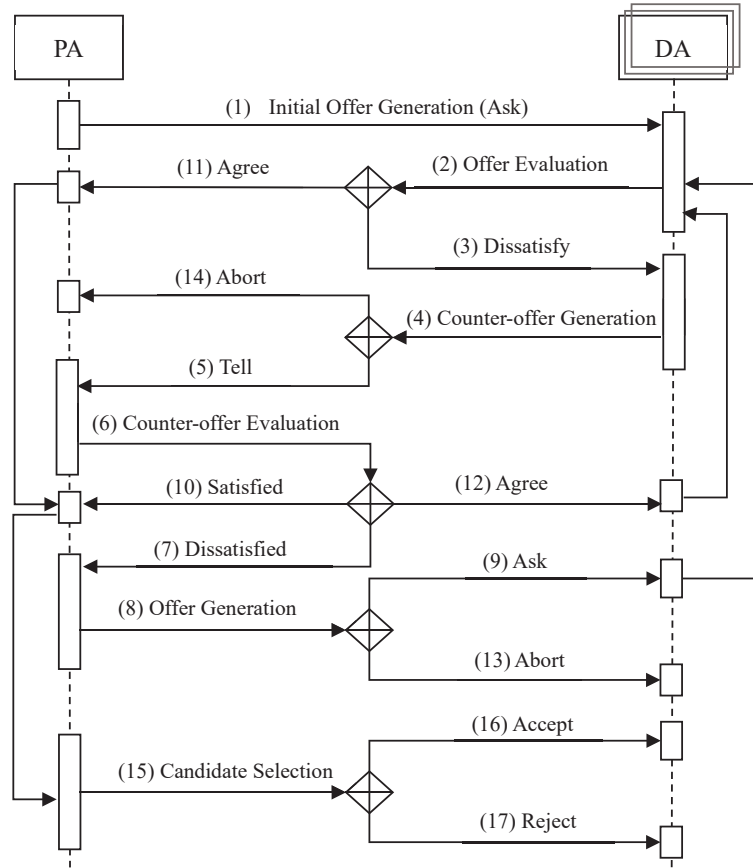 PA
DA
(1) Initial Offer Generation (Ask)
(11) Agree
(2) Offer Evaluation
(3) Dissatisfy
(14) Abort
(4) Counter-offer Generation
(5) Tell
(6) Counter-offer Evaluation
(10) Satisfied
(12) Agree
(7) Dissatisfied
(9) Ask
(8) Offer Generation
(13) Abort
(16) Accept
(15) Candidate Selection
(17) Reject